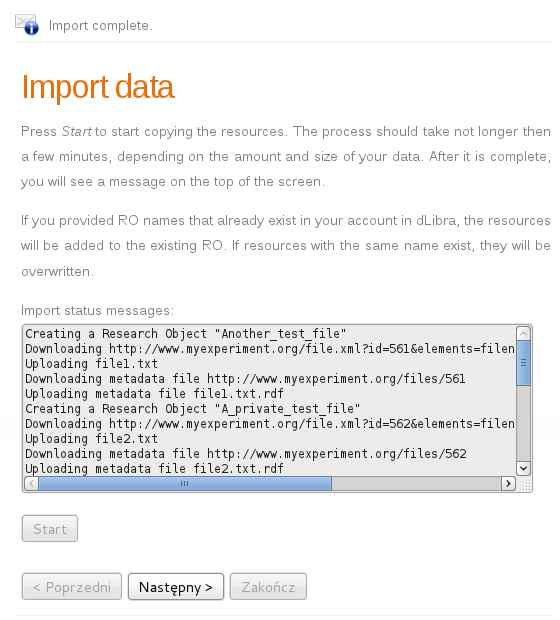 Import complete.
Import data
Press Start to start copying the resources. The process should take not longer then
a few minutes, depending on the amount and size of your data. After it is complete,
you will see a message on the top of the screen.
If you provided RO names that already exist in your account in dLibra, the resources
will be added to the existing RO. If resources with the same name exist, they will be
overwritten.
Import status messages:
Creating a Research Object "Another_test_file"
Downloading http://www.myexperiment.org/file.xml?id=561&elements=filen
Uploading file1.txt
Downloading metadata file http://www.myexperiment.org/files/561
Uploading metadata file file1.txt.rdf
Creating a Research Object "A_private_test_file"
Downloading http://www.myexperiment.org/file.xml?id=562&elements=filen
Uploading file2.txt
Downloading metadata file http://www.myexperiment.org/files/562
Uploading metadata file file2.txt.rdf
Start
< Poprzedni Następny > Zakończ